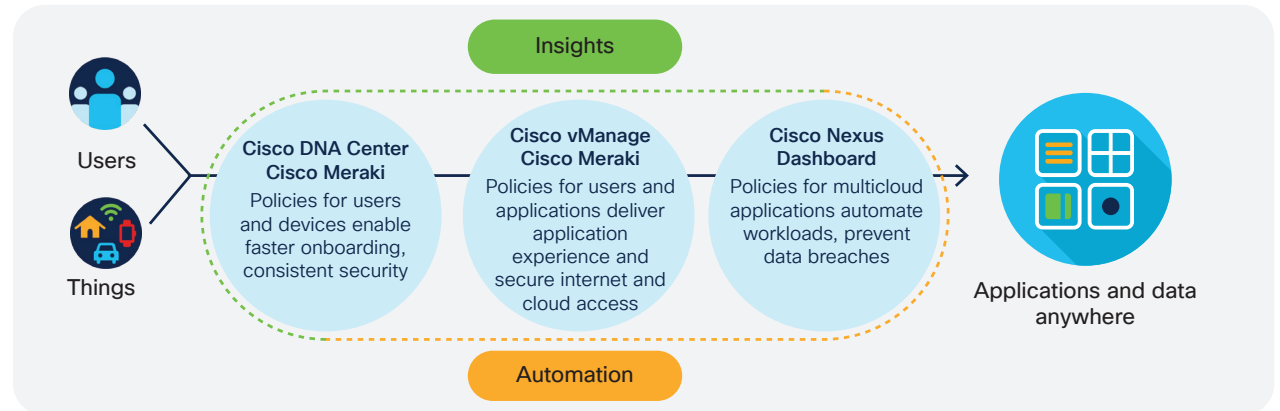 Insights
Users
Things
Cisco DNA Center
Cisco Meraki
Policies for users
and devices enable
faster onboarding,
consistent security
Cisco vManage
Cisco Meraki
Policies for users and
applications deliver
application
experience and
secure internet and
cloud access
Cisco Nexus
Dashboard
Policies for multicloud
applications automate
workloads, prevent
data breaches
Applications and data
anywhere
Automation